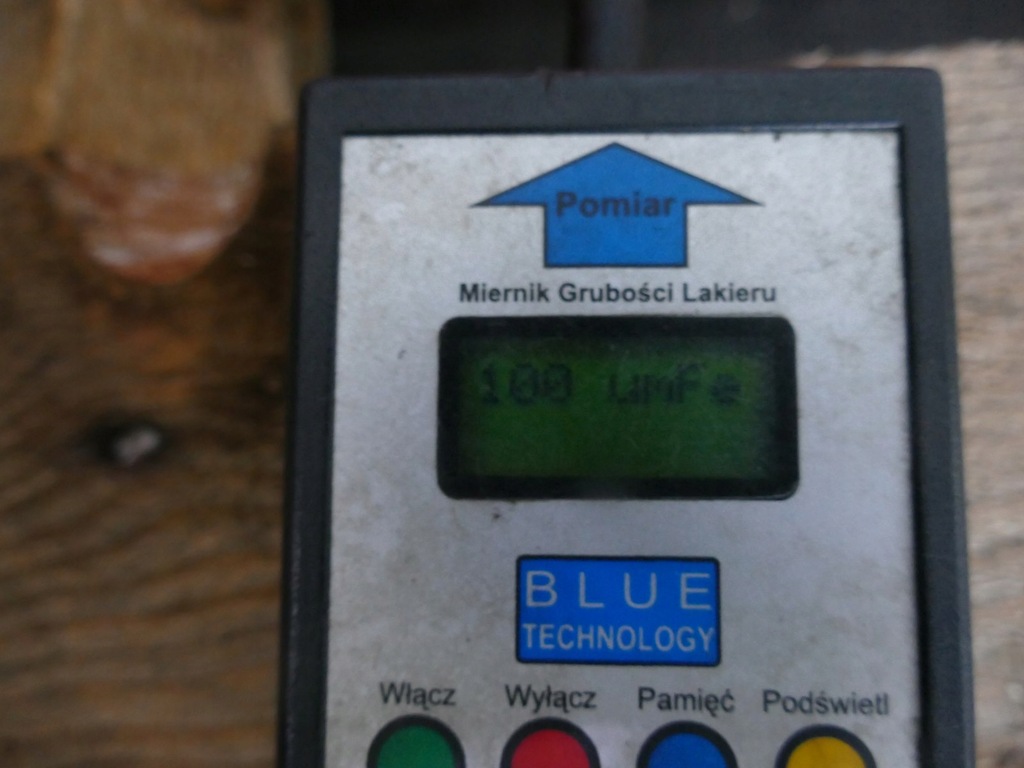 Pomiar
Miernik Grubości Lakieru
100 umFe
BLUE
TECHNOLOGY
Włącz Wyłącz Pamięć Podświetl